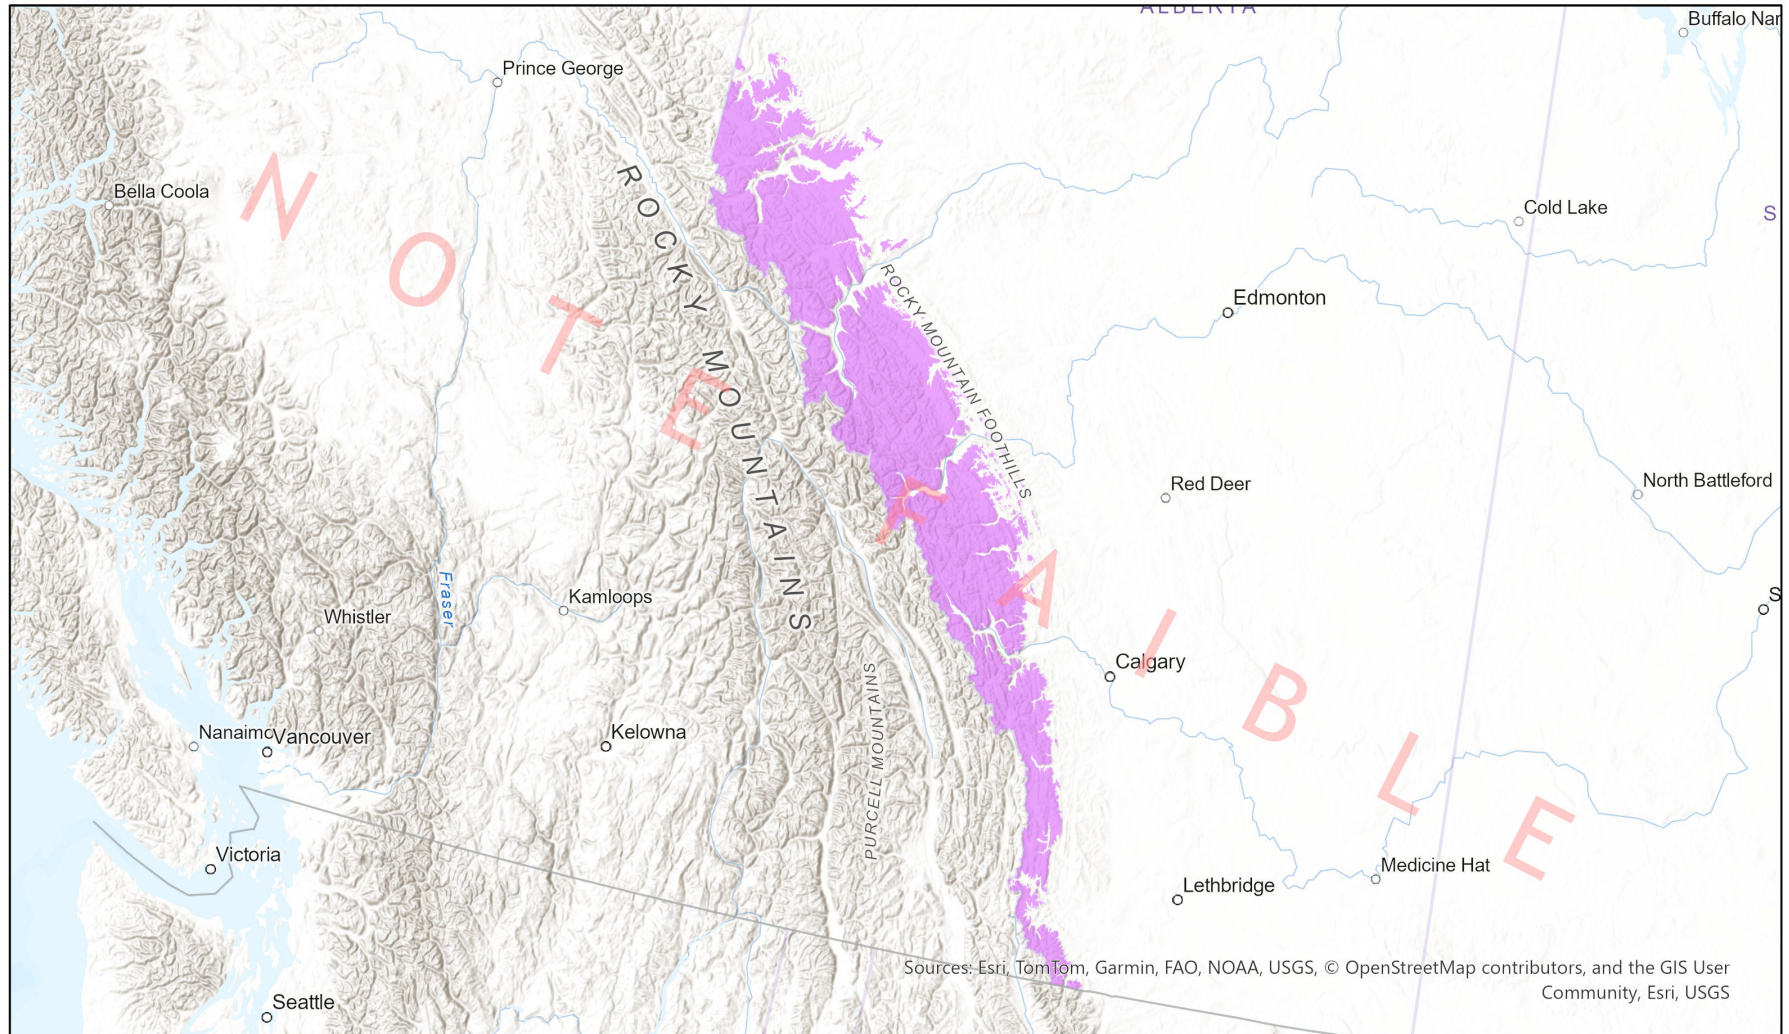 ALBERTA
Buffalo Nar
Prince George
Bella Coola
Cold Lake
S
ROCKY MOUNTAINS
ROCKY MOUNTAIN FOOTHILLS
Edmonton
Red Deer
North Battleford
NOTE FAIBLE
Fraser
Kamloops
Whistler
S
Calgary
PURCELL MOUNTAINS
Nanaimo
Vancouver
Kelowna
Victoria
Medicine Hat
Lethbridge
Sources: Esri, TomTom, Garmin, FAO, NOAA, USGS, © OpenStreetMap contributors, and the GIS User
Community, Esri, USGS
Seattle